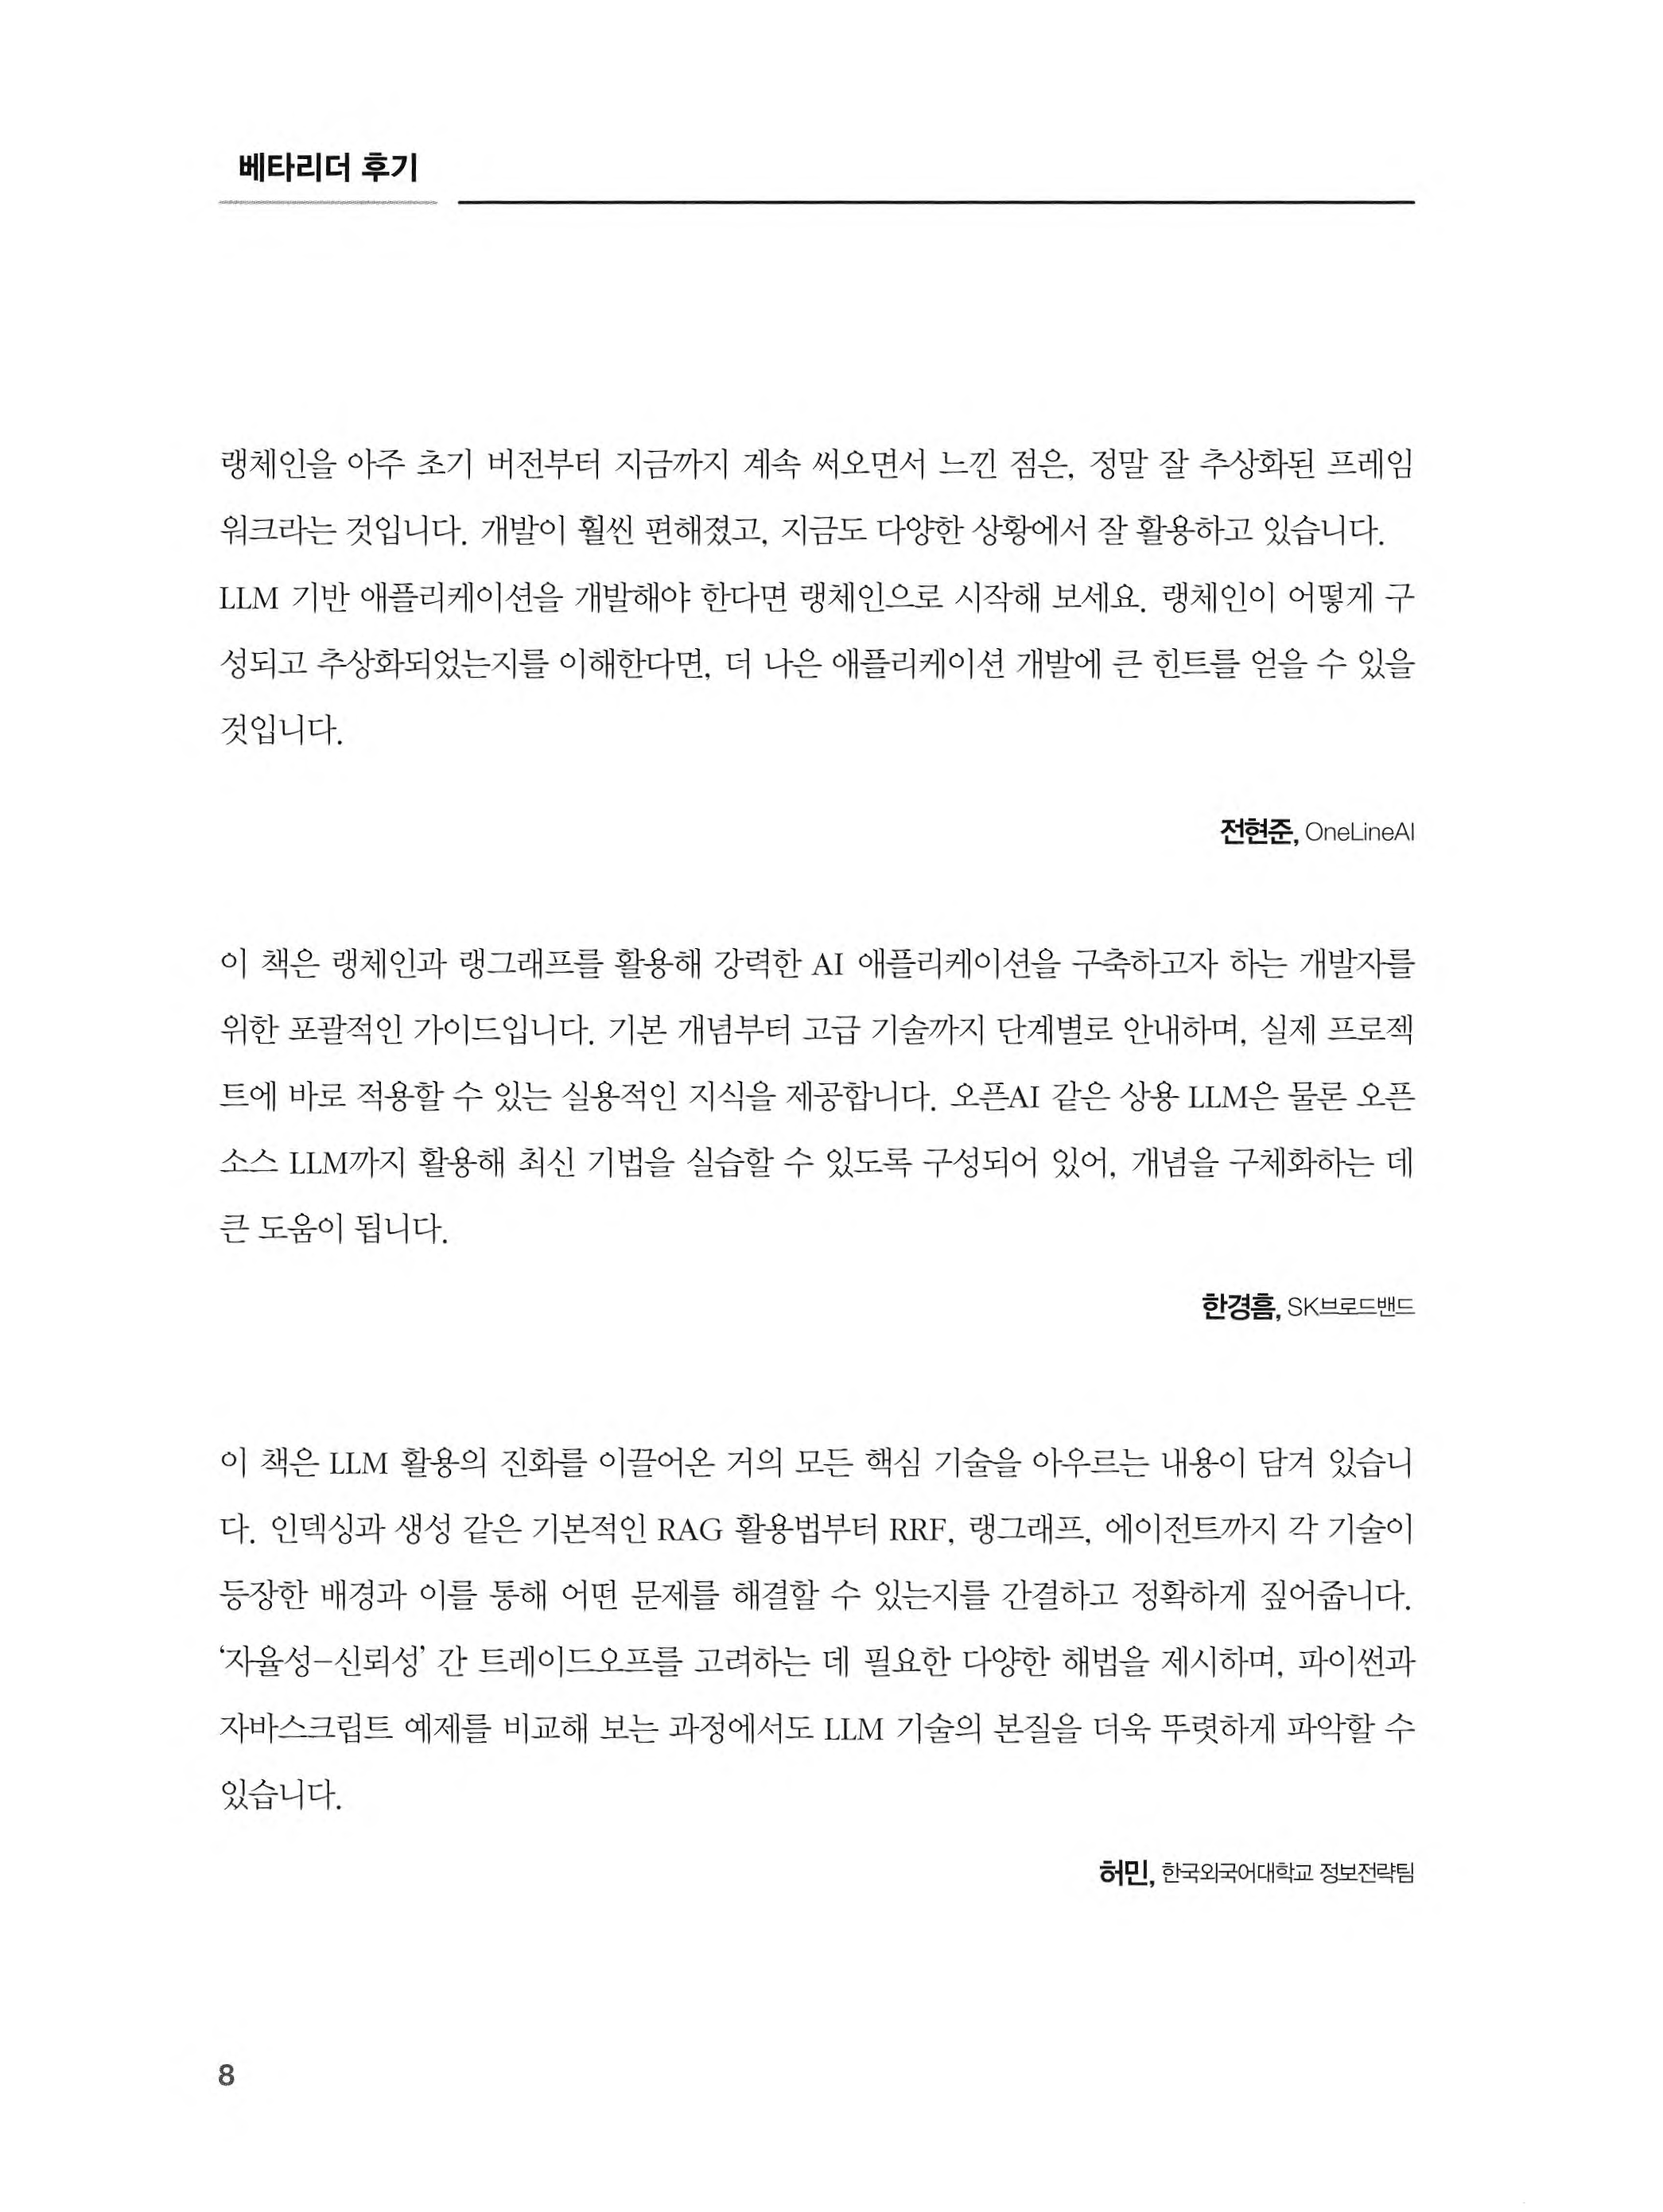 베타리더 후기
랭체인을 아주 초기 버전부터 지금까지 계속 써오면서 느낀 점은, 정말 잘 추상화된 프레임
워크라는 것입니다. 개발이 훨씬 편해졌고, 지금도 다양한 상황에서 잘 활용하고 있습니다.
LLM 기반 애플리케이션을 개발해야 한다면 랭체인으로 시작해 보세요. 랭체인이 어떻게 구
성되고 추상화되었는지를 이해한다면, 더 나은 애플리케이션 개발에 큰 힌트를 얻을 수 있을
것입니다.
전현준, OneLineAI
이 책은 랭체인과 랭그래프를 활용해 강력한 AI 애플리케이션을 구축하고자 하는 개발자를
위한 포괄적인 가이드입니다. 기본 개념부터 고급 기술까지 단계별로 안내하며, 실제 프로젝
트에 바로 적용할 수 있는 실용적인 지식을 제공합니다. 오픈AI 같은 상용 LLM은 물론 오픈
소스 LLM까지 활용해 최신 기법을 실습할 수 있도록 구성되어 있어, 개념을 구체화하는 데
큰 도움이 됩니다.
한경흠, SK브로드밴드
이 책은 LLM 활용의 진화를 이끌어온 거의 모든 핵심 기술을 아우르는 내용이 담겨 있습니
다. 인덱싱과 생성 같은 기본적인 RAG 활용법부터 RRF, 랭그래프, 에이전트까지 각 기술이
등장한 배경과 이를 통해 어떤 문제를 해결할 수 있는지를 간결하고 정확하게 짚어줍니다.
‘자율성–신뢰성’ 간 트레이드오프를 고려하는 데 필요한 다양한 해법을 제시하며, 파이썬과
자바스크립트 예제를 비교해 보는 과정에서도 LLM 기술의 본질을 더욱 뚜렷하게 파악할 수
있습니다.
허민, 한국외국어대학교 정보전략팀
8